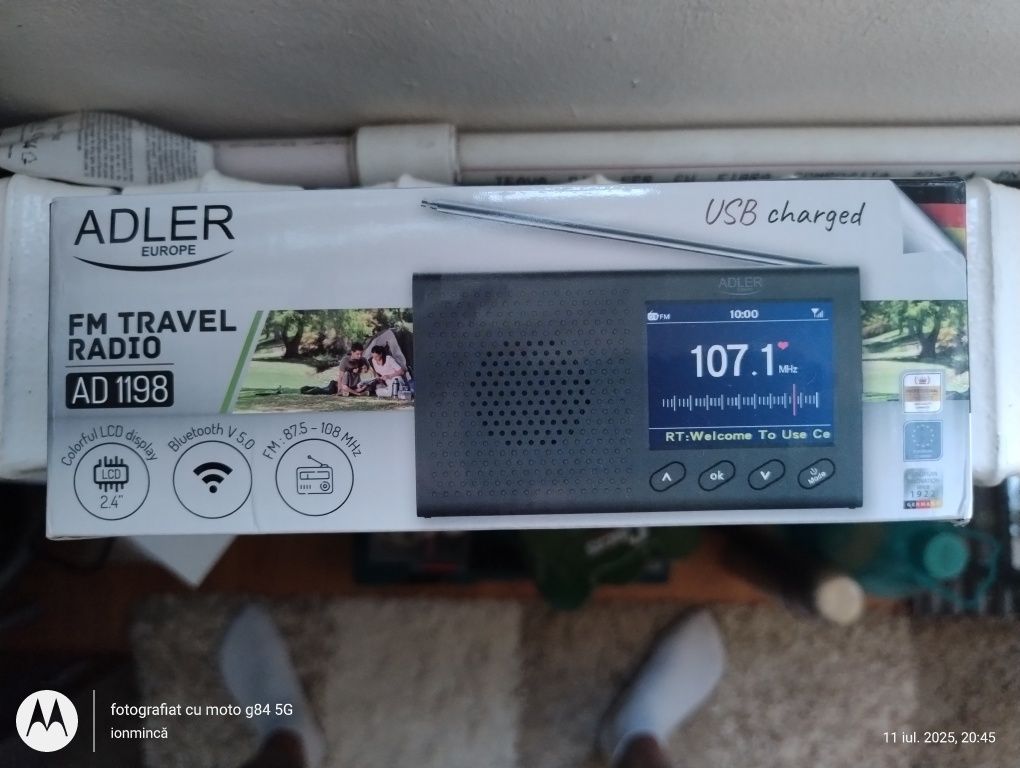 ADLER
EUROPE
USB charged
FM TRAVEL
RADIO
AD 1198
Colorful LCD display
LCD
2.4"
Bluetooth V 5.0
FM: 87.5 - 108 MHz
ADLER
FM
10:00
107.1 MHz
RT:Welcome To Use Ce
ok
Mode
1922
GERMANY
fotografiat cu moto g84 5G
ionmincă
11 iul. 2025, 20:45